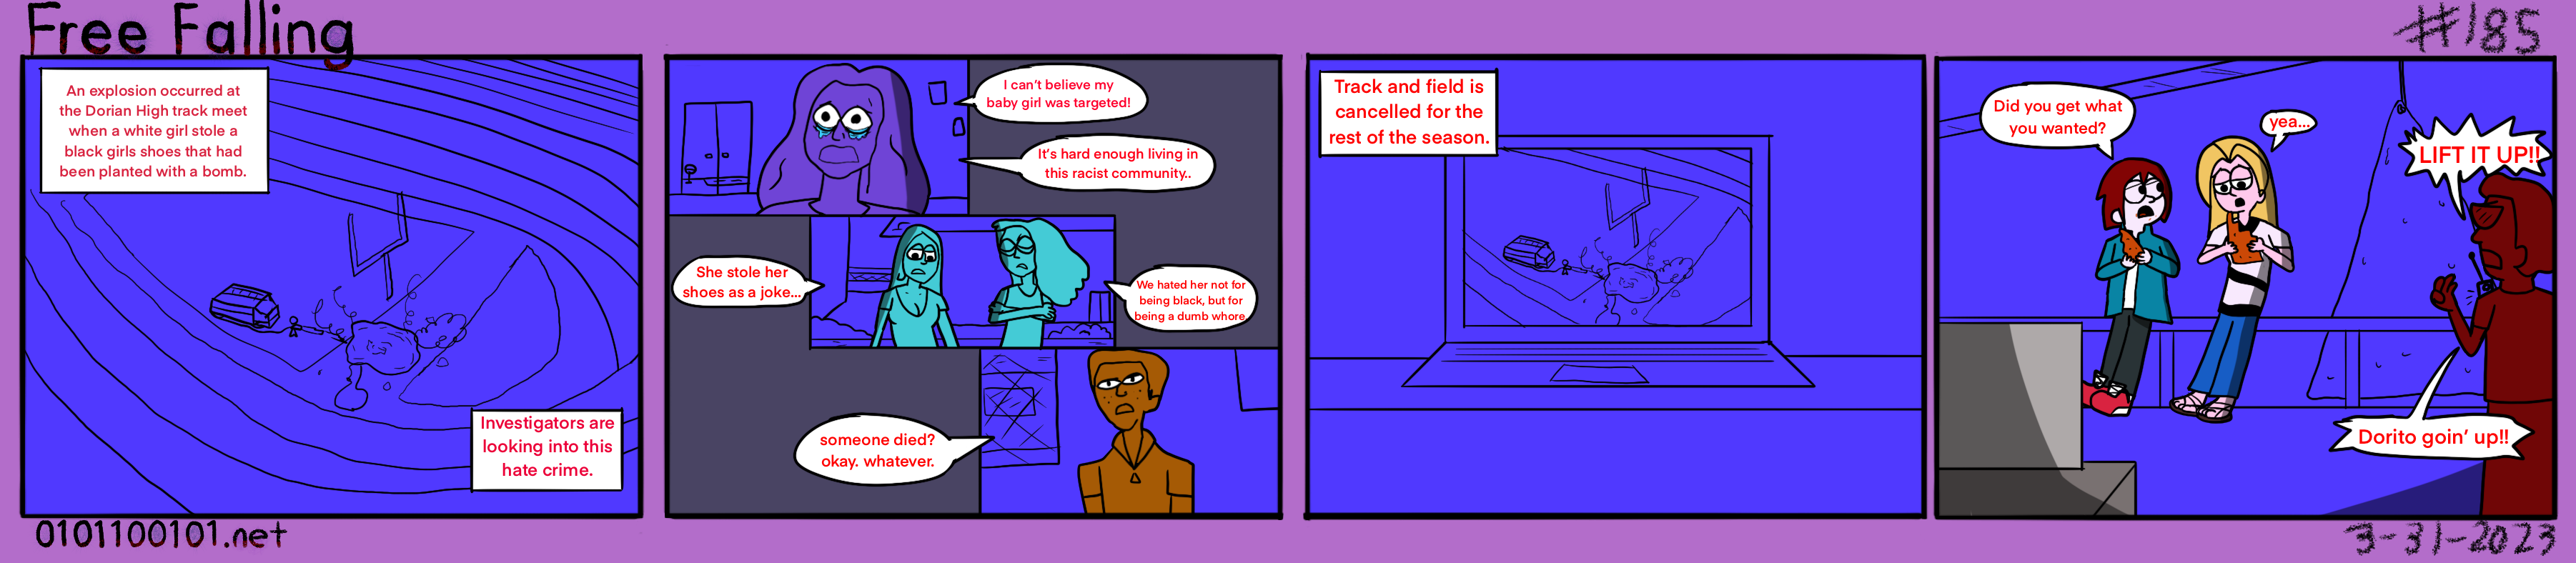 Free Falling
#185
An explosion occurred at
the Dorian High track meet
when a white girl stole a
black girls shoes that had
been planted with a bomb.
Investigators are
looking into this
hate crime.
I can't believe my
baby girl was targeted!
It's hard enough living in
this racist community..
She stole her
shoes as a joke...
We hated her not for
being black, but for
being a dumb whore.
someone died?
okay. whatever.
Track and field is
cancelled for the
rest of the season.
Did you get what
you wanted?
yea...
LIFT IT UP!!
Dorito goin' up!!
0101100101.net
3-31-2023